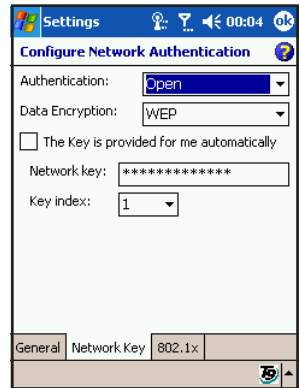 Settings 00:04 ok
Configure Network Authentication ?
Authentication: Open
Data Encryption: WEP
The Key is provided for me automatically
Network key: *************
Key index: 1
General Network Key 802.1x
T9